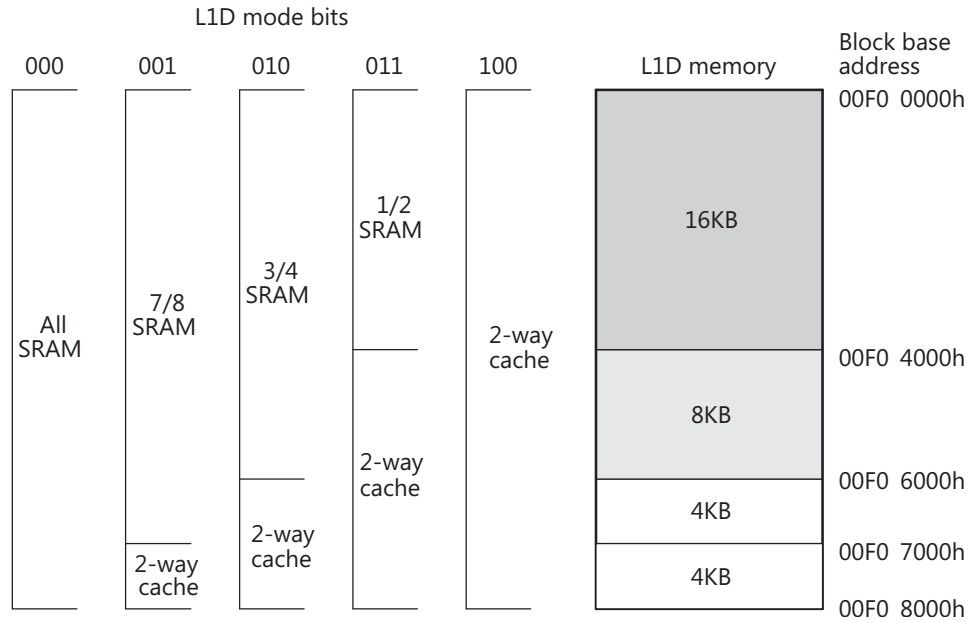 L1D mode bits
000 001 010 011 100 L1D memory Block base
address
00F0 0000h
1/2
SRAM
16KB
3/4
SRAM
7/8
SRAM
All
SRAM
2-way
cache
00F0 4000h
8KB
2-way
cache
00F0 6000h
4KB
2-way
cache
00F0 7000h
2-way
cache
4KB
00F0 8000h